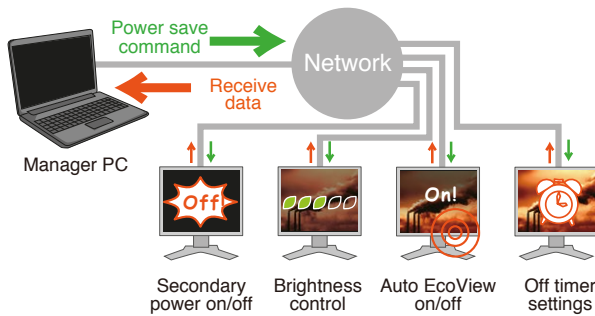 Power save
command
Network
Receive
data
Manager PC
Off
On!
Secondary
power on/off
Brightness
control
Auto EcoView
on/off
Off timer
settings